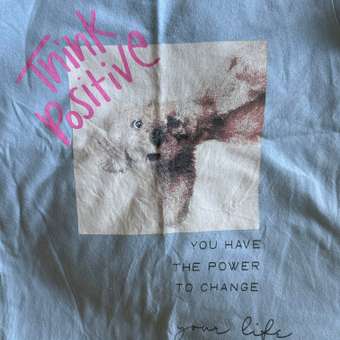 Think
positive
YOU HAVE
THE POWER
TO CHANGE
your life